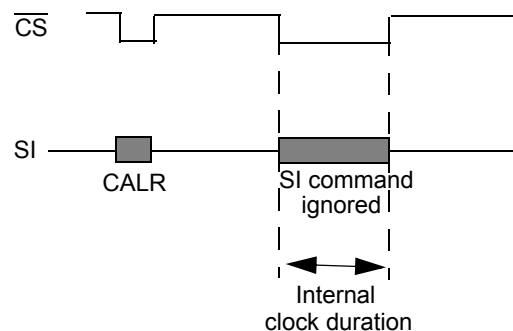 CS
SI
CALR
SI command
ignored
Internal
clock duration